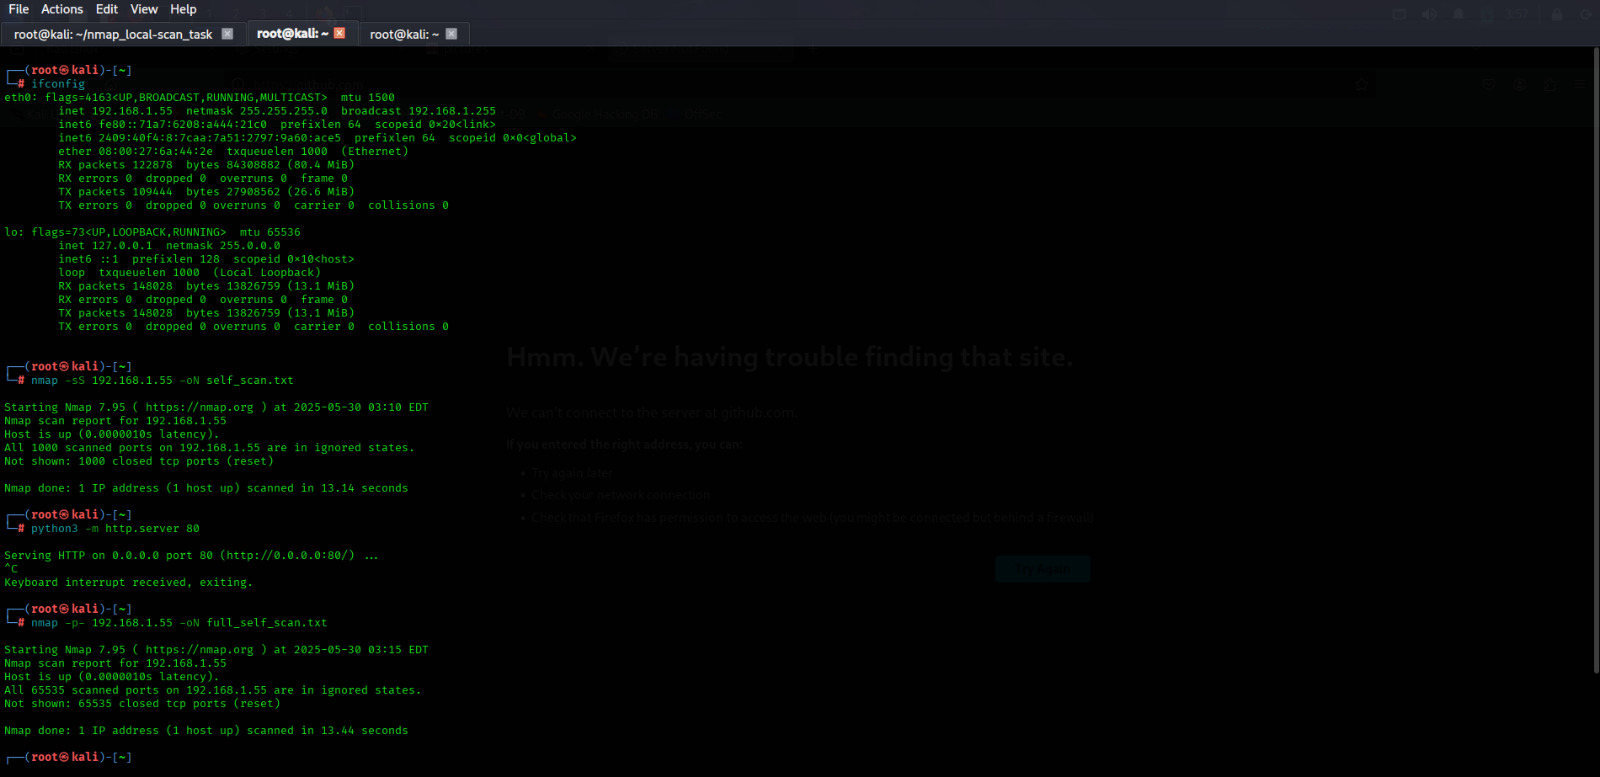 File Actions Edit View Help
root@kali: ~/nmap_local-scan_task
root@kali: ~
root@kali: ~
┌──(root㉿kali)-[~]
└─# ifconfig
eth0: flags=4163<UP,BROADCAST,RUNNING,MULTICAST>  mtu 1500
        inet 192.168.1.55  netmask 255.255.255.0  broadcast 192.168.1.255
        inet6 fe80::71a7:6208:a444:21c0  prefixlen 64  scopeid 0×20<link>
        inet6 2409:40f4:8:7caa:7a51:2797:9a60:ace5  prefixlen 64  scopeid 0×0<global>
        ether 08:00:27:6a:44:2e  txqueuelen 1000  (Ethernet)
        RX packets 122878  bytes 84308882 (80.4 MiB)
        RX errors 0  dropped 0  overruns 0  frame 0
        TX packets 109444  bytes 27908562 (26.6 MiB)
        TX errors 0  dropped 0 overruns 0  carrier 0  collisions 0
lo: flags=73<UP,LOOPBACK,RUNNING>  mtu 65536
        inet 127.0.0.1  netmask 255.0.0.0
        inet6 ::1  prefixlen 128  scopeid 0×10<host>
        loop  txqueuelen 1000  (Local Loopback)
        RX packets 148028  bytes 13826759 (13.1 MiB)
        RX errors 0  dropped 0  overruns 0  frame 0
        TX packets 148028  bytes 13826759 (13.1 MiB)
        TX errors 0  dropped 0 overruns 0  carrier 0  collisions 0
┌──(root㉿kali)-[~]
└─# nmap -sS 192.168.1.55 -oN self_scan.txt
Starting Nmap 7.95 ( https://nmap.org ) at 2025-05-30 03:10 EDT
Nmap scan report for 192.168.1.55
Host is up (0.0000010s latency).
All 1000 scanned ports on 192.168.1.55 are in ignored states.
Not shown: 1000 closed tcp ports (reset)
Nmap done: 1 IP address (1 host up) scanned in 13.14 seconds
┌──(root㉿kali)-[~]
└─# python3 -m http.server 80
Serving HTTP on 0.0.0.0 port 80 (http://0.0.0.0:80/) ...
^C
Keyboard interrupt received, exiting.
┌──(root㉿kali)-[~]
└─# nmap -p- 192.168.1.55 -oN full_self_scan.txt
Starting Nmap 7.95 ( https://nmap.org ) at 2025-05-30 03:15 EDT
Nmap scan report for 192.168.1.55
Host is up (0.0000010s latency).
All 65535 scanned ports on 192.168.1.55 are in ignored states.
Not shown: 65535 closed tcp ports (reset)
Nmap done: 1 IP address (1 host up) scanned in 13.44 seconds
┌──(root㉿kali)-[~]
Hmm. We're having trouble finding that site.
We can't connect to the server at github.com.
If you entered the right address, you can:
• Try again later
• Check your network connection
• Check that Firefox has permission to access the web (you might be connected but behind a firewall)
Try Again